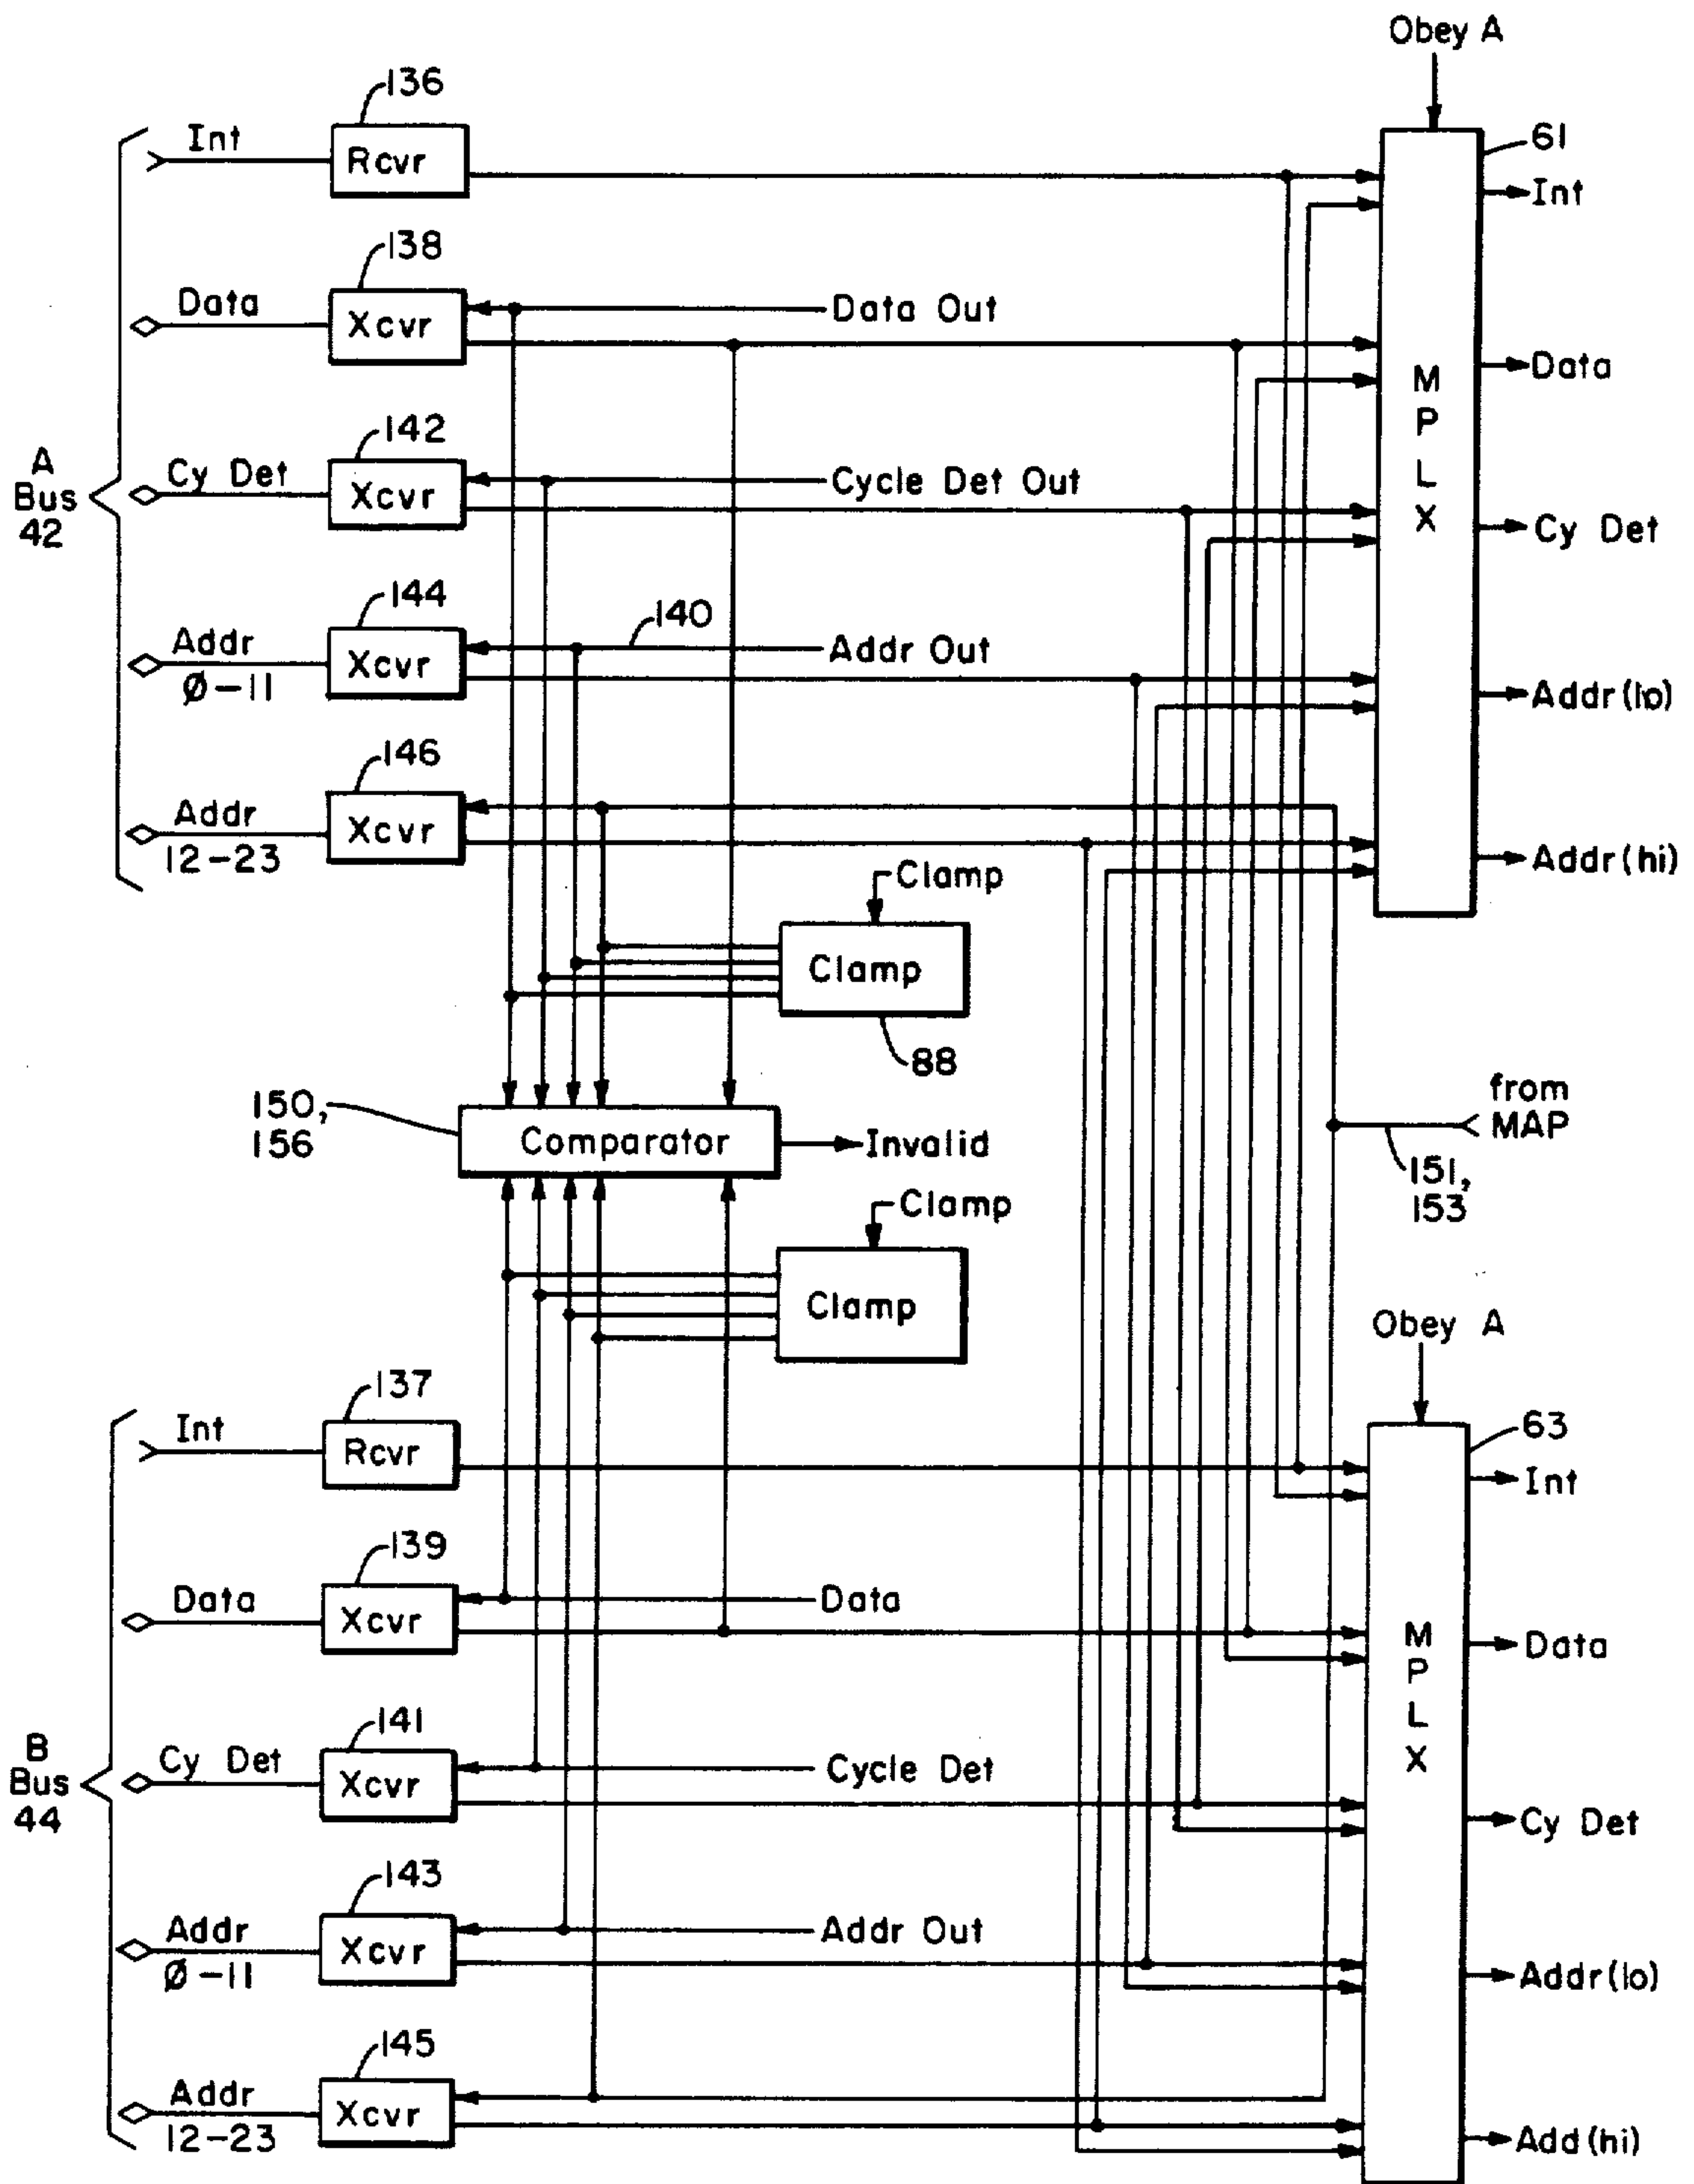 Obey A
136
Int
Rcvr
61
Int
138
Data
Xcvr
Data Out
Data
M
P
L
X
142
Cy Det
Xcvr
Cycle Det Out
Cy Det
A
Bus
42
144
140
Addr
Ø-11
Xcvr
Addr Out
Addr(lo)
146
Addr
12-23
Xcvr
Addr(hi)
Clamp
Clamp
88
150,
156
Comparator
Invalid
from
MAP
151,
153
Clamp
Clamp
Obey A
137
Int
Rcvr
63
Int
139
Data
Xcvr
Data
Data
M
P
L
X
141
Cy Det
Xcvr
Cycle Det
Cy Det
B
Bus
44
143
Addr
Ø-11
Xcvr
Addr Out
Addr(lo)
145
Addr
12-23
Xcvr
Add(hi)